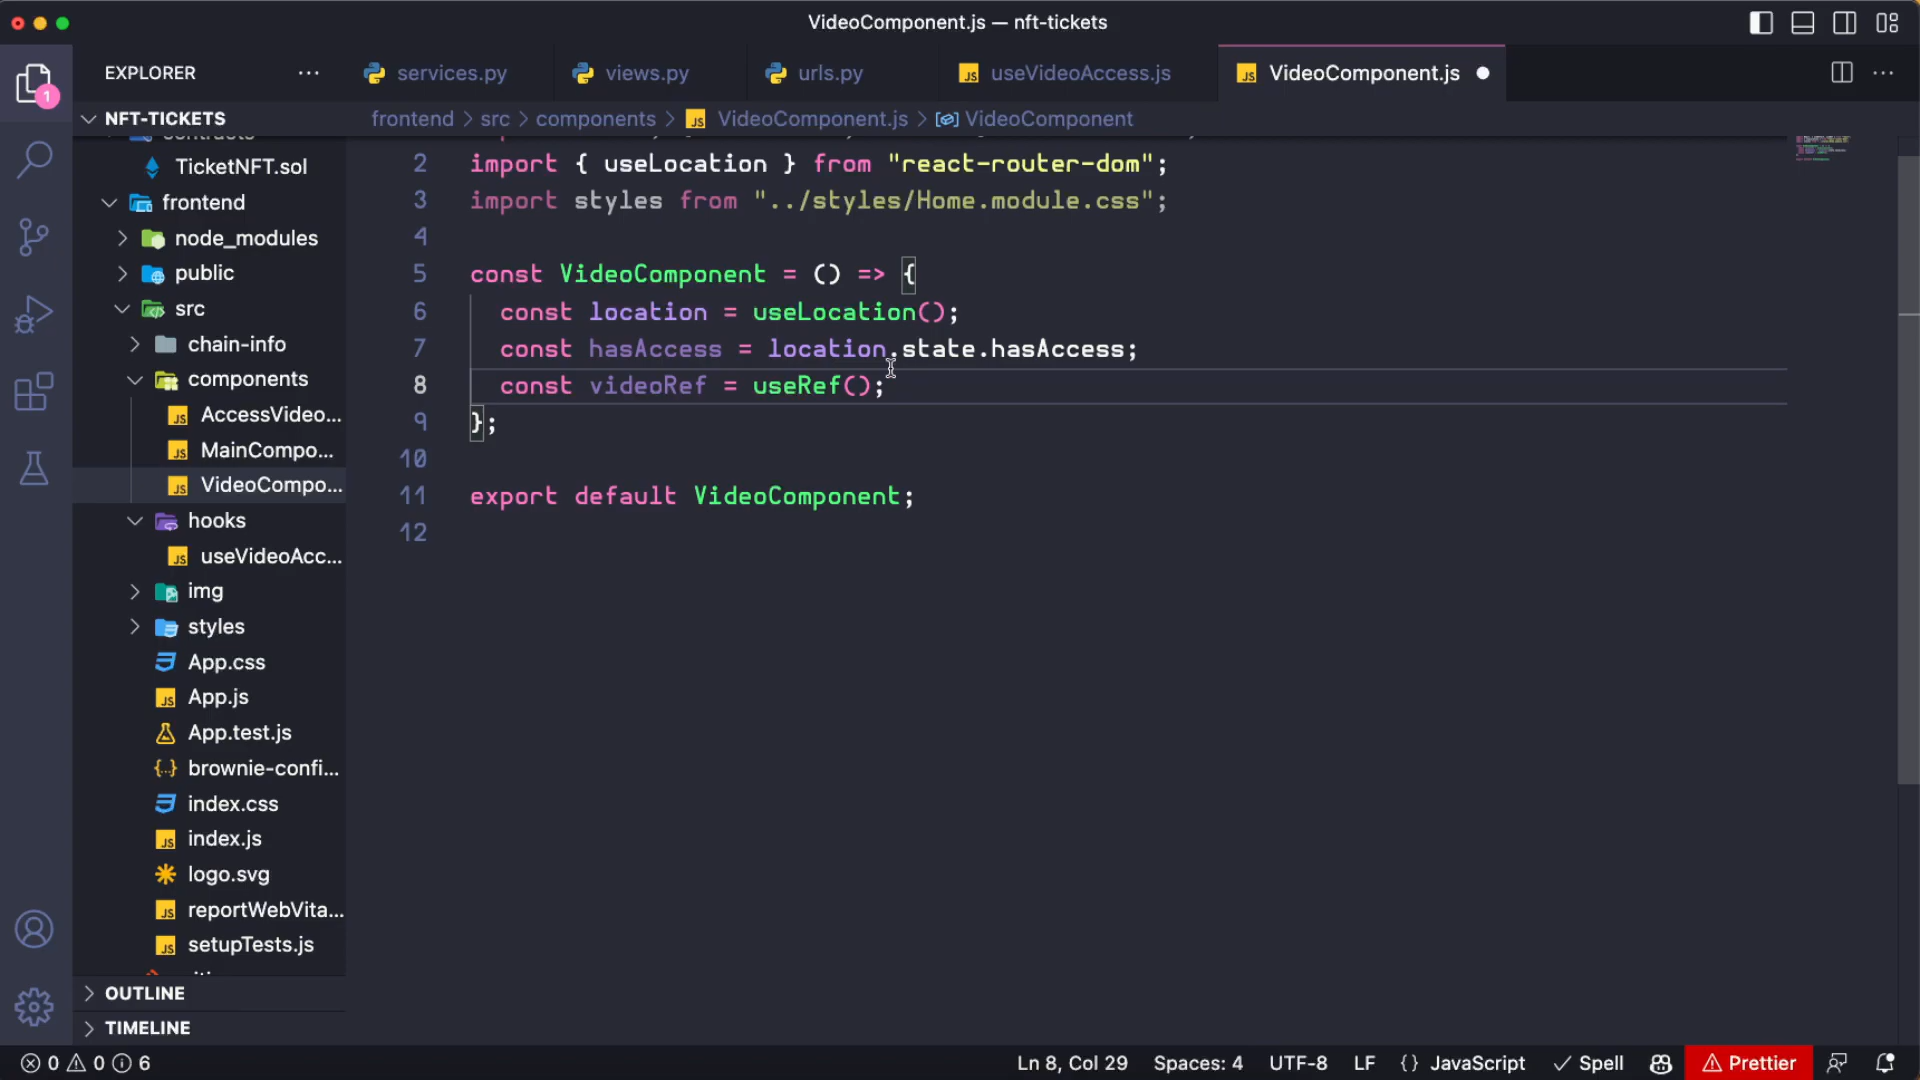 VideoComponent.js — nft-tickets
EXPLORER
services.py
views.py
urls.py
useVideoAccess.js
VideoComponent.js
1
NFT-TICKETS
frontend > src > components > VideoComponent.js > VideoComponent
TicketNFT.sol
frontend
node_modules
public
src
chain-info
components
AccessVideo...
MainCompo...
VideoCompo...
hooks
useVideoAcc...
img
styles
App.css
App.js
App.test.js
brownie-confi...
index.css
index.js
logo.svg
reportWebVita...
setupTests.js
OUTLINE
TIMELINE
2 import { useLocation } from "react-router-dom";
3 import styles from "../styles/Home.module.css";
4
5 const VideoComponent = () => {
6 const location = useLocation();
7 const hasAccess = location.state.hasAccess;
8 const videoRef = useRef();
9 };
10
11 export default VideoComponent;
12
0 0 6
Ln 8, Col 29
Spaces: 4
UTF-8
LF
{} JavaScript
Spell
Prettier